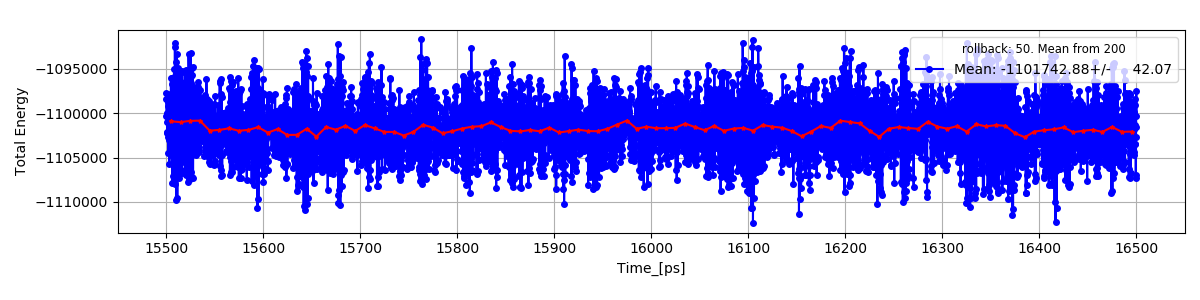 rollback: 50. Mean from 200
Mean: -1101742.88+/- 42.07
Total Energy
−1095000
−1100000
−1105000
−1110000
15500 15600 15700 15800 15900 16000 16100 16200 16300 16400 16500
Time_[ps]